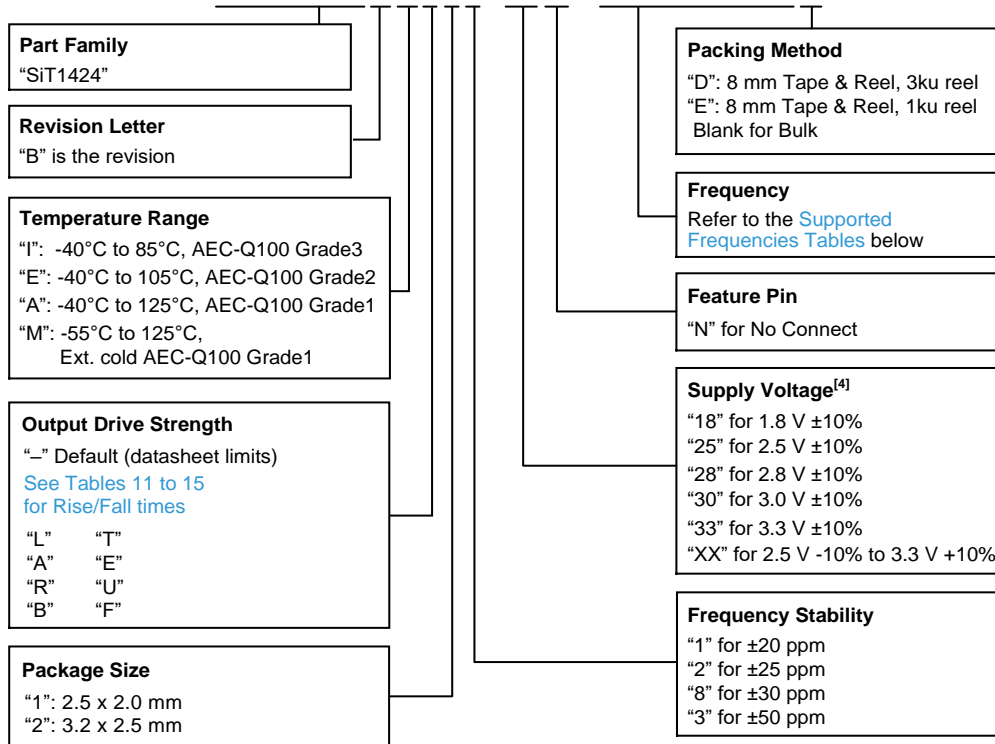 Part Family
“SiT1424”
Revision Letter
“B” is the revision
Temperature Range
“I”: -40°C to 85°C, AEC-Q100 Grade3
“E”: -40°C to 105°C, AEC-Q100 Grade2
“A”: -40°C to 125°C, AEC-Q100 Grade1
“M”: -55°C to 125°C,
Ext. cold AEC-Q100 Grade1
Output Drive Strength
“–” Default (datasheet limits)
See Tables 11 to 15
for Rise/Fall times
“L” “T”
“A” “E”
“R” “U”
“B” “F”
Package Size
“1”: 2.5 x 2.0 mm
“2”: 3.2 x 2.5 mm
Packing Method
“D”: 8 mm Tape & Reel, 3ku reel
“E”: 8 mm Tape & Reel, 1ku reel
Blank for Bulk
Frequency
Refer to the Supported
Frequencies Tables below
Feature Pin
“N” for No Connect
Supply Voltage[4]
“18” for 1.8 V ±10%
“25” for 2.5 V ±10%
“28” for 2.8 V ±10%
“30” for 3.0 V ±10%
“33” for 3.3 V ±10%
“XX” for 2.5 V -10% to 3.3 V +10%
Frequency Stability
“1” for ±20 ppm
“2” for ±25 ppm
“8” for ±30 ppm
“3” for ±50 ppm